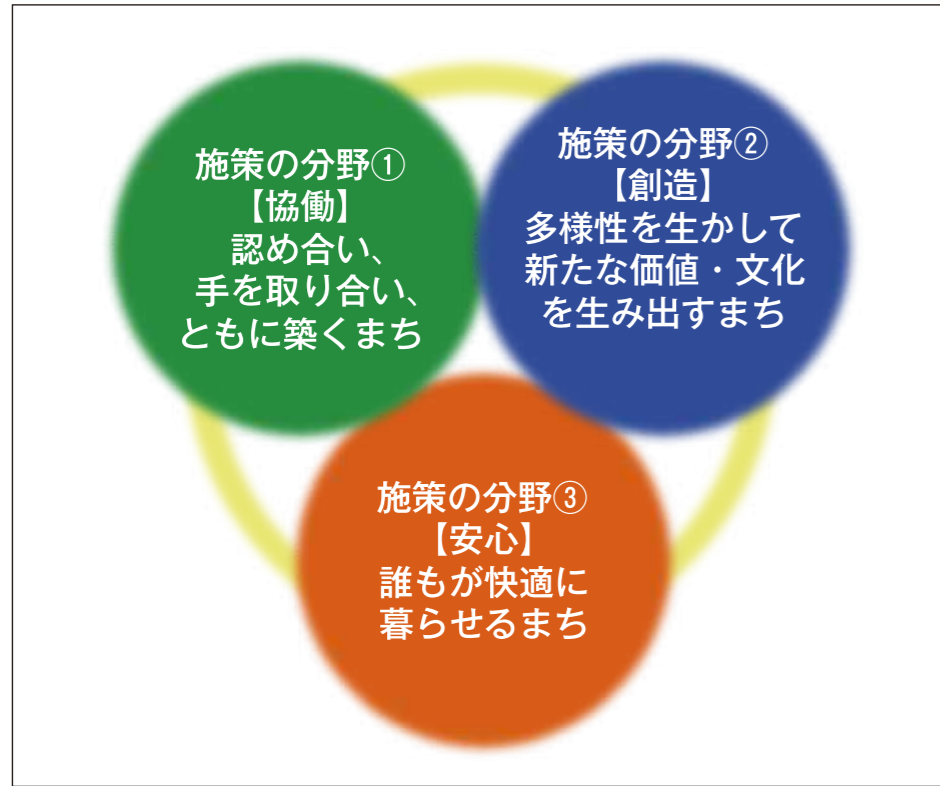 施策の分野①
【協働】
認め合い、
手を取り合い、
ともに築くまち
施策の分野②
【創造】
多様性を生かして
新たな価値・文化
を生み出すまち
施策の分野③
【安心】
誰もが快適に
暮らせるまち